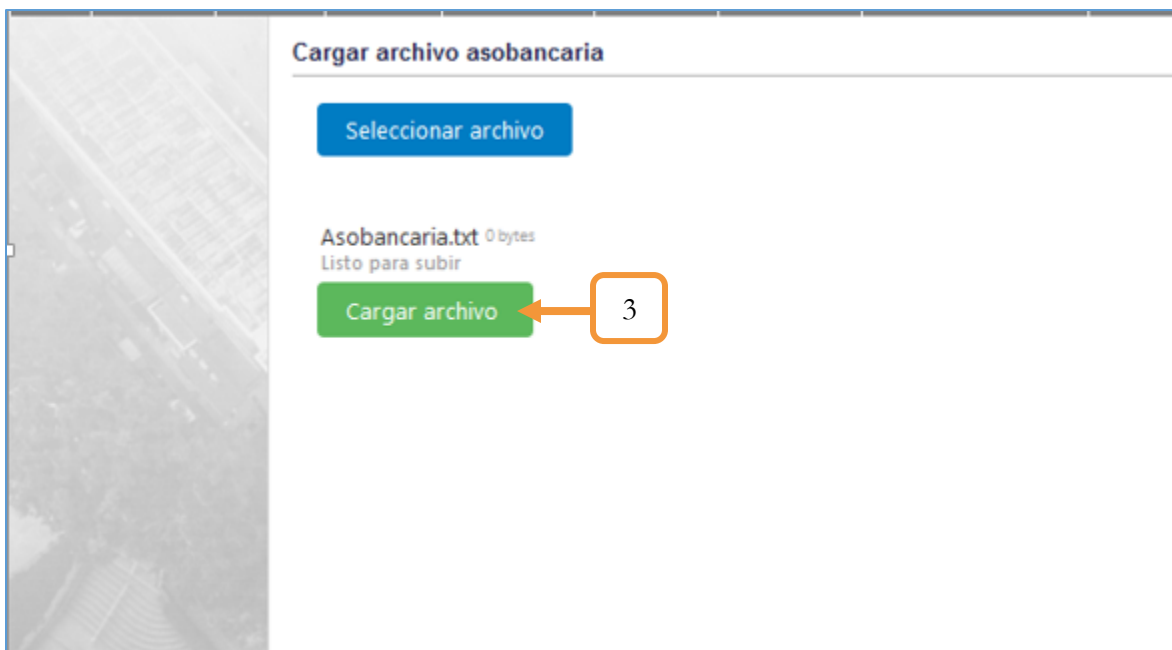 Cargar archivo asobancaria
Seleccionar archivo
Asobancaria.txt 0 bytes
Listo para subir
Cargar archivo
3